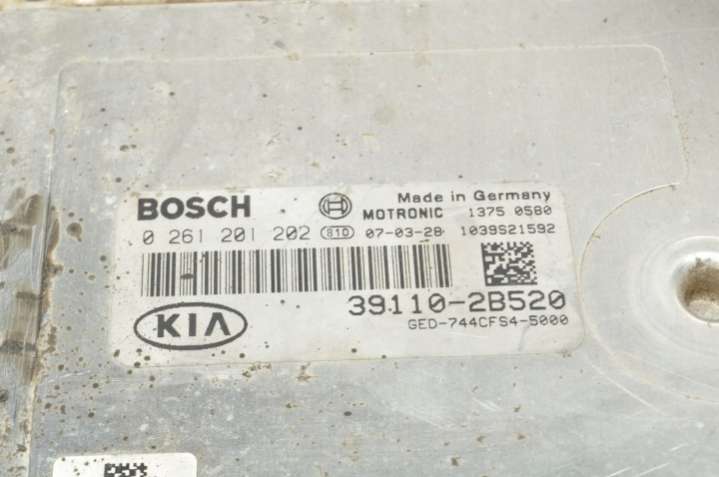 BOSCH Made in Germany
MOTRONIC 1375 0580
0 261 201 202 810 07-03-28 1039S21592
39110-2B520
KIA GED-744CFS4-5000